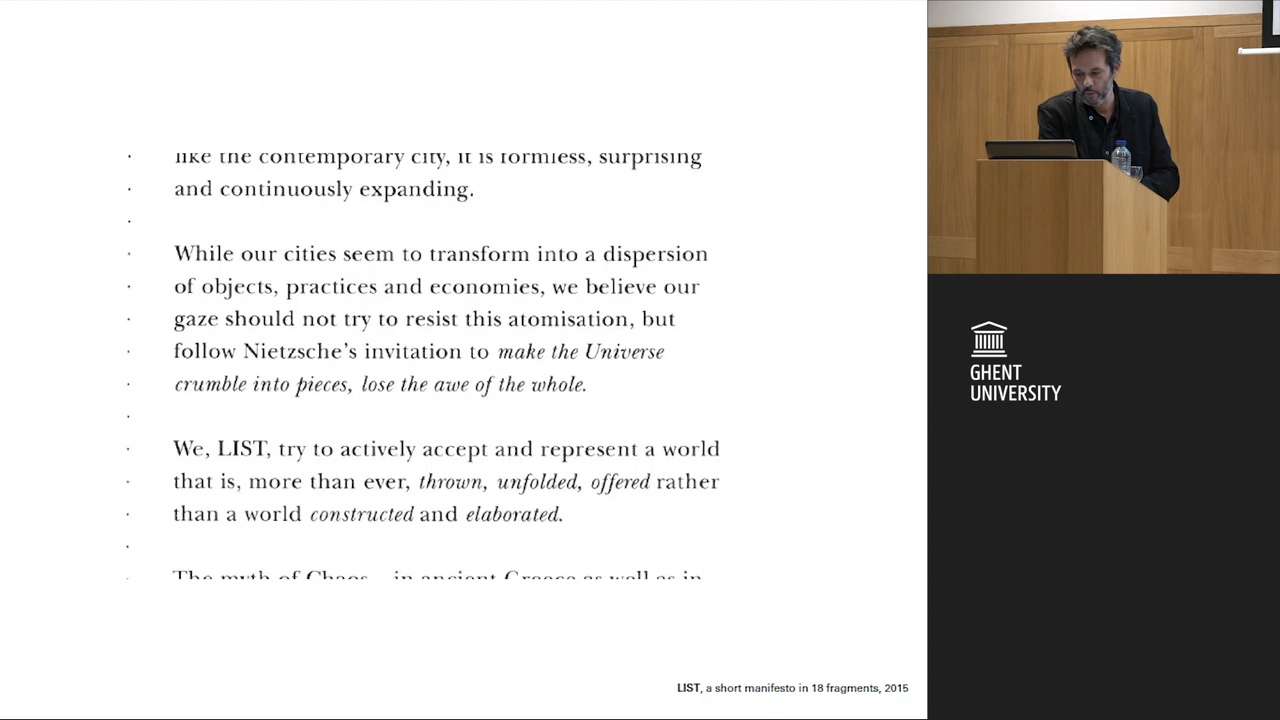 like the contemporary city, it is formless, surprising
and continuously expanding.
While our cities seem to transform into a dispersion
of objects, practices and economies, we believe our
gaze should not try to resist this atomisation, but
follow Nietzsche's invitation to make the Universe
crumble into pieces, lose the awe of the whole.
We, LIST, try to actively accept and represent a world
that is, more than ever, thrown, unfolded, offered rather
than a world constructed and elaborated.
The myth of Chaos – in ancient Greece as well as in
LIST, a short manifesto in 18 fragments, 2015
GHENT
UNIVERSITY